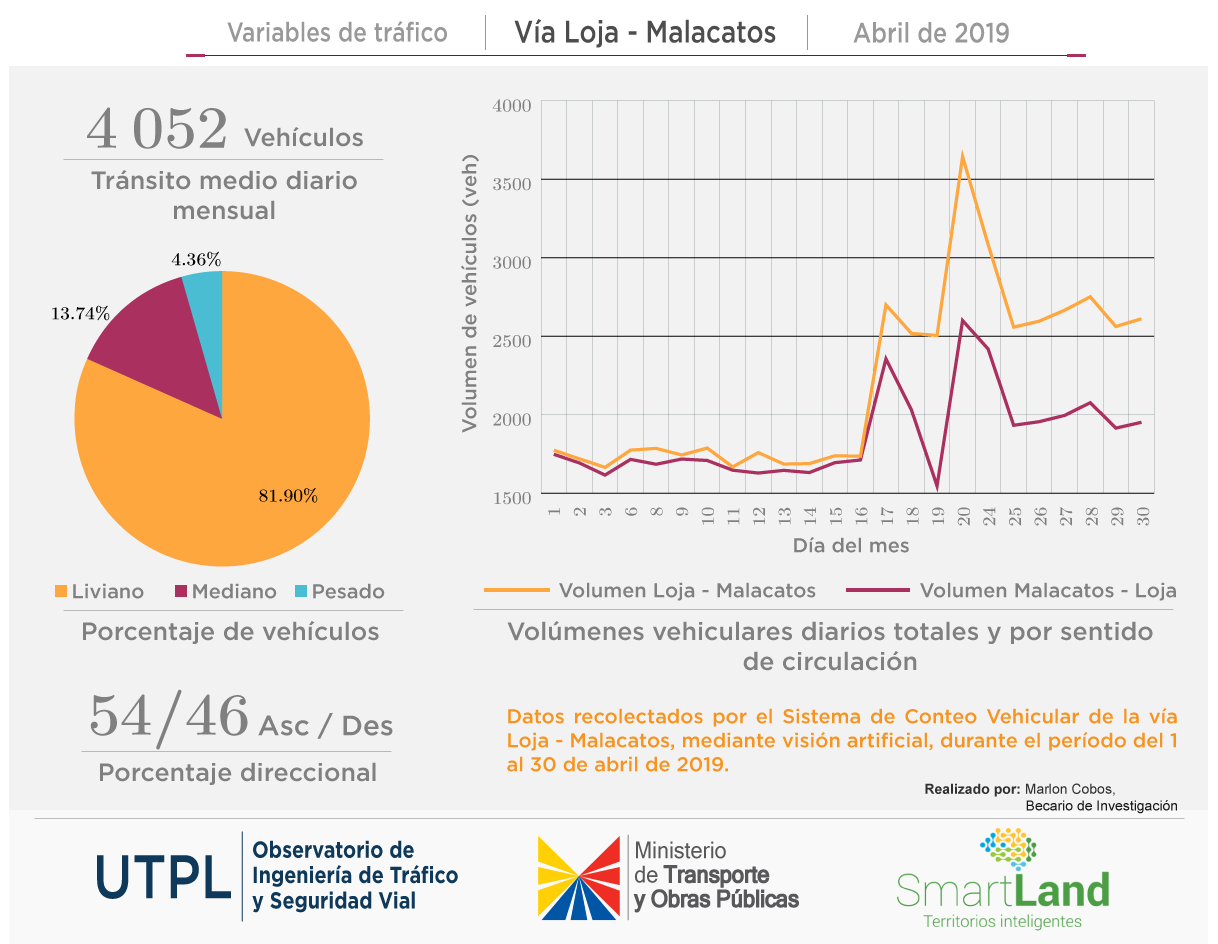 Variables de tráfico
Vía Loja - Malacatos
Abril de 2019
4 052 Vehículos
Tránsito medio diario
mensual
4.36%
13.74%
81.90%
Liviano Mediano Pesado
Porcentaje de vehículos
54/46 Asc / Des
Porcentaje direccional
Volumen de vehículos (veh)
4000
3500
3000
2500
2000
1500
1 2 3 6 8 9 10 11 12 13 14 15 16 17 18 19 20 24 25 26 27 28 29 30
Día del mes
Volumen Loja - Malacatos Volumen Malacatos - Loja
Volúmenes vehiculares diarios totales y por sentido
de circulación
Datos recolectados por el Sistema de Conteo Vehicular de la vía
Loja - Malacatos, mediante visión artificial, durante el período del 1
al 30 de abril de 2019.
Realizado por: Marlon Cobos,
Becario de Investigación
UTPL
Observatorio de
Ingeniería de Tráfico
y Seguridad Vial
Ministerio
de Transporte
y Obras Públicas
SmartLand
Territorios inteligentes